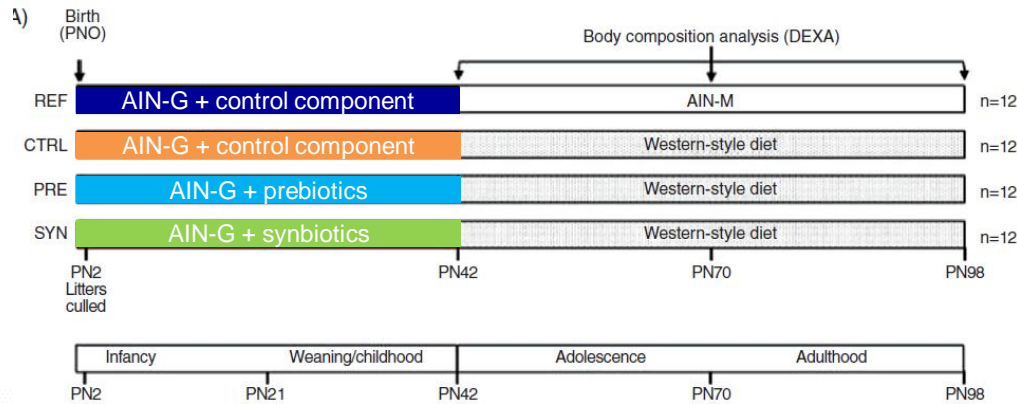 A)
Birth
(PNO)
Body composition analysis (DEXA)
REF AIN-G + control component AIN-M n=12
CTRL AIN-G + control component Western-style diet n=12
PRE AIN-G + prebiotics Western-style diet n=12
SYN AIN-G + synbiotics Western-style diet n=12
PN2 PN42 PN70 PN98
Litters
culled
Infancy Weaning/childhood Adolescence Adulthood
PN2 PN21 PN42 PN70 PN98